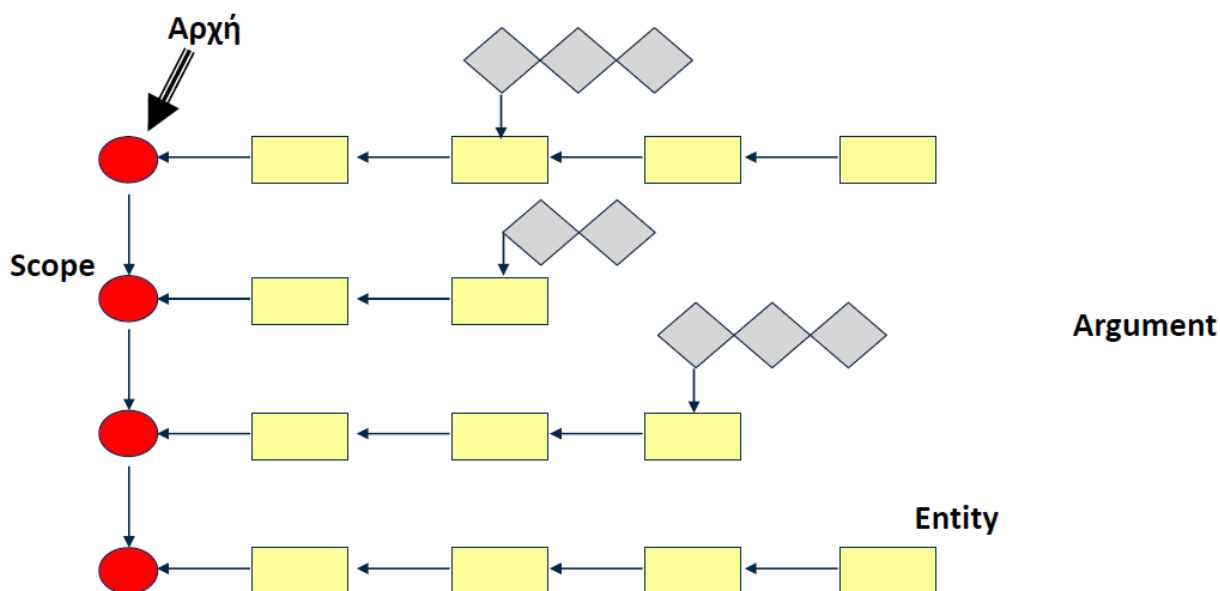 Αρχή
Scope
Argument
Entity